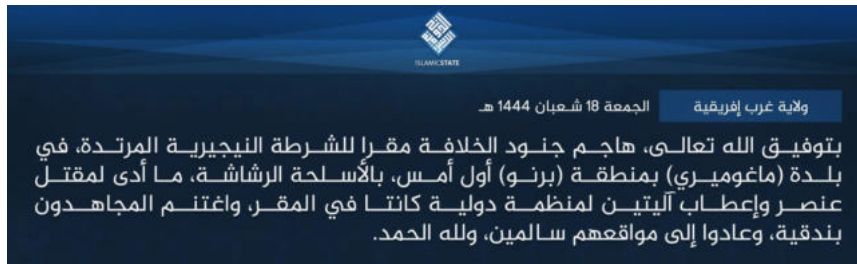 ISLAMIC STATE
ولاية غرب إفريقية الجمعة 18 شعبان 1444 هـ
بتوفيق الله تعالى، هاجم جنود الخلافة مقرا للشرطة النيجيرية المرتدة، في
بلدة (ماغوميري) بمنطقة (برنو) أول أمس، بالأسلحة الرشاشة، ما أدى لمقتل
عنصر وإعطاب آليتين لمنظمة دولية كانتا في المقر، واغتنم المجاهدون
بندقية، وعادوا إلى مواقعهم سالمين، ولله الحمد.